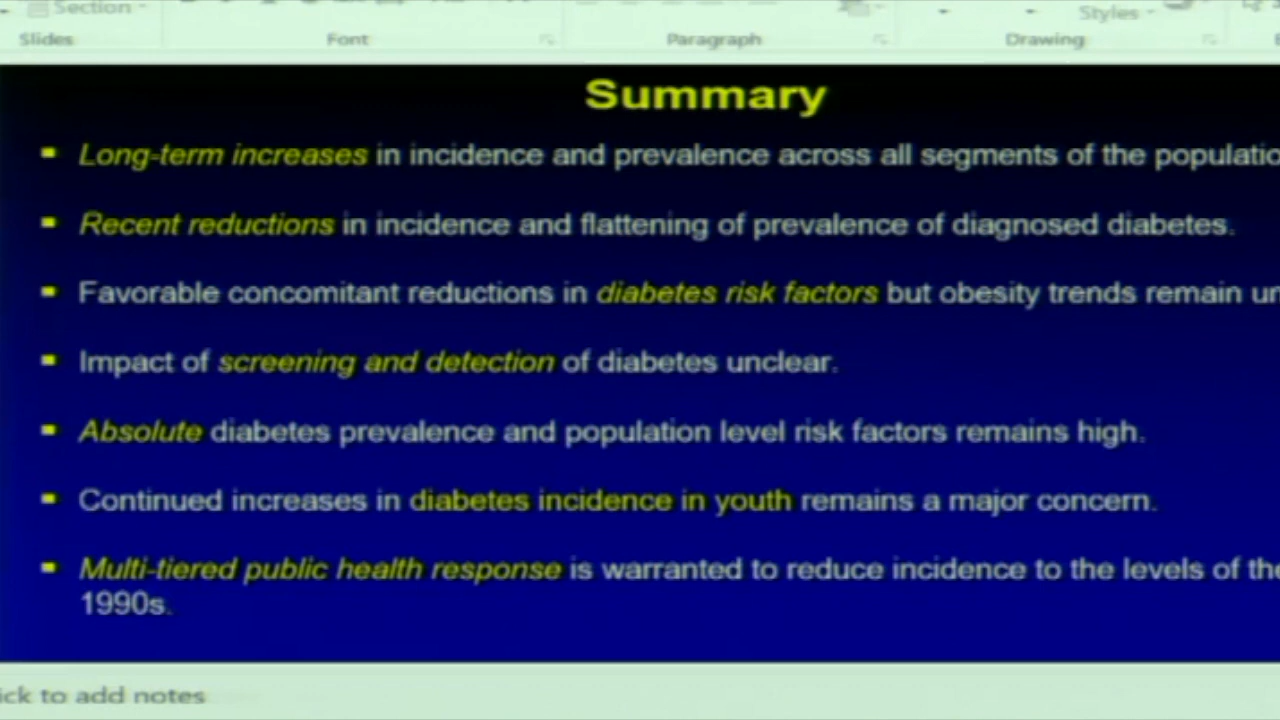 Section
Slides
Font
Paragraph
Styles
Drawing
Summary
Long-term increases in incidence and prevalence across all segments of the
Recent reductions in incidence and flattening of prevalence of diagnosed diabetes.
Favorable concomitant reductions in diabetes risk factors but obesity trends remain
Impact of screening and detection of diabetes unclear.
Absolute diabetes prevalence and population level risk factors remains high.
Continued increases in diabetes incidence in youth remains a major concern.
Multi-tiered public health response is warranted to reduce incidence to the levels of the
1990s.
to add notes